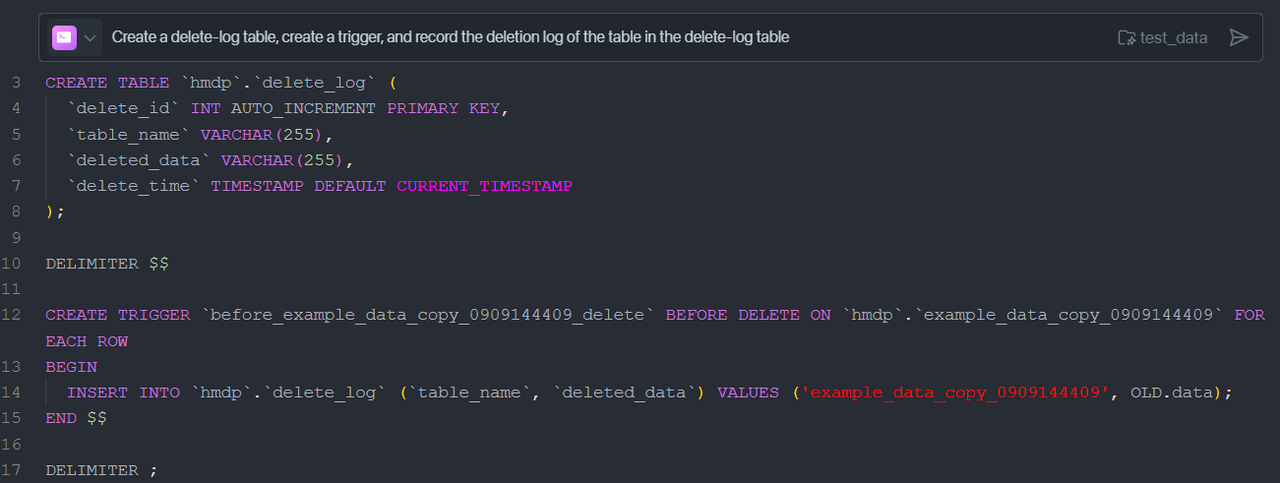 Create a delete-log table, create a trigger, and record the deletion log of the table in the delete-log table test_data
3 CREATE TABLE `hmdp`.`delete_log` (
4 `delete_id` INT AUTO_INCREMENT PRIMARY KEY,
5 `table_name` VARCHAR(255),
6 `deleted_data` VARCHAR(255),
7 `delete_time` TIMESTAMP DEFAULT CURRENT_TIMESTAMP
8 );
9
10 DELIMITER $$
11
12 CREATE TRIGGER `before_example_data_copy_0909144409_delete` BEFORE DELETE ON `hmdp`.`example_data_copy_0909144409` FOR
EACH ROW
13 BEGIN
14 INSERT INTO `hmdp`.`delete_log` (`table_name`, `deleted_data`) VALUES ('example_data_copy_0909144409', OLD.data);
15 END $$
16
17 DELIMITER ;